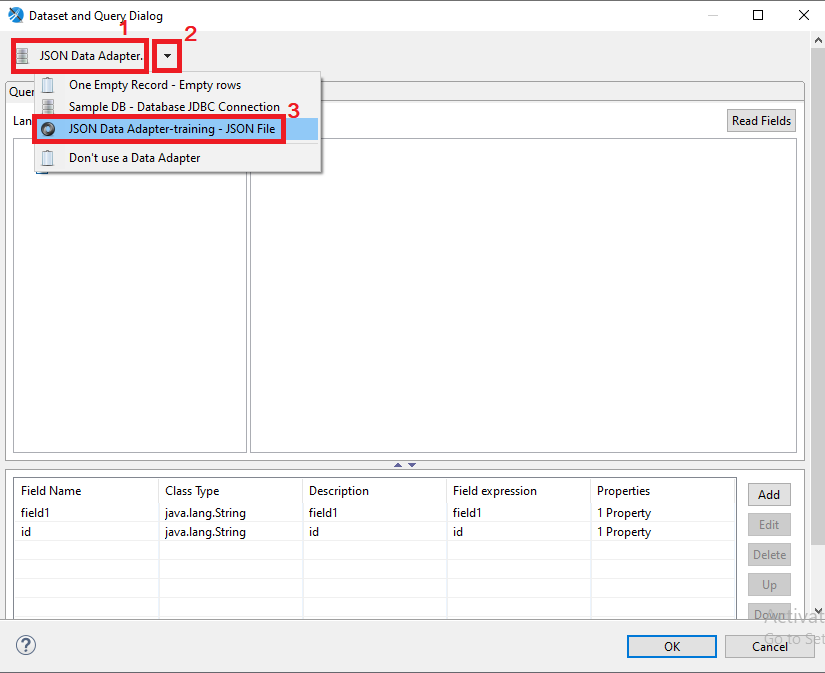 Dataset and Query Dialog
1
2
JSON Data Adapter.
One Empty Record - Empty rows
Quer
Sample DB - Database JDBC Connection
3
Lan
JSON Data Adapter-training - JSON File
Read Fields
Don't use a Data Adapter
Field Name Class Type Description Field expression Properties
field1 java.lang.String field1 field1 1 Property
id java.lang.String id id 1 Property
Add
Edit
Delete
Up
Down
Activat
Go to Set
OK
Cancel